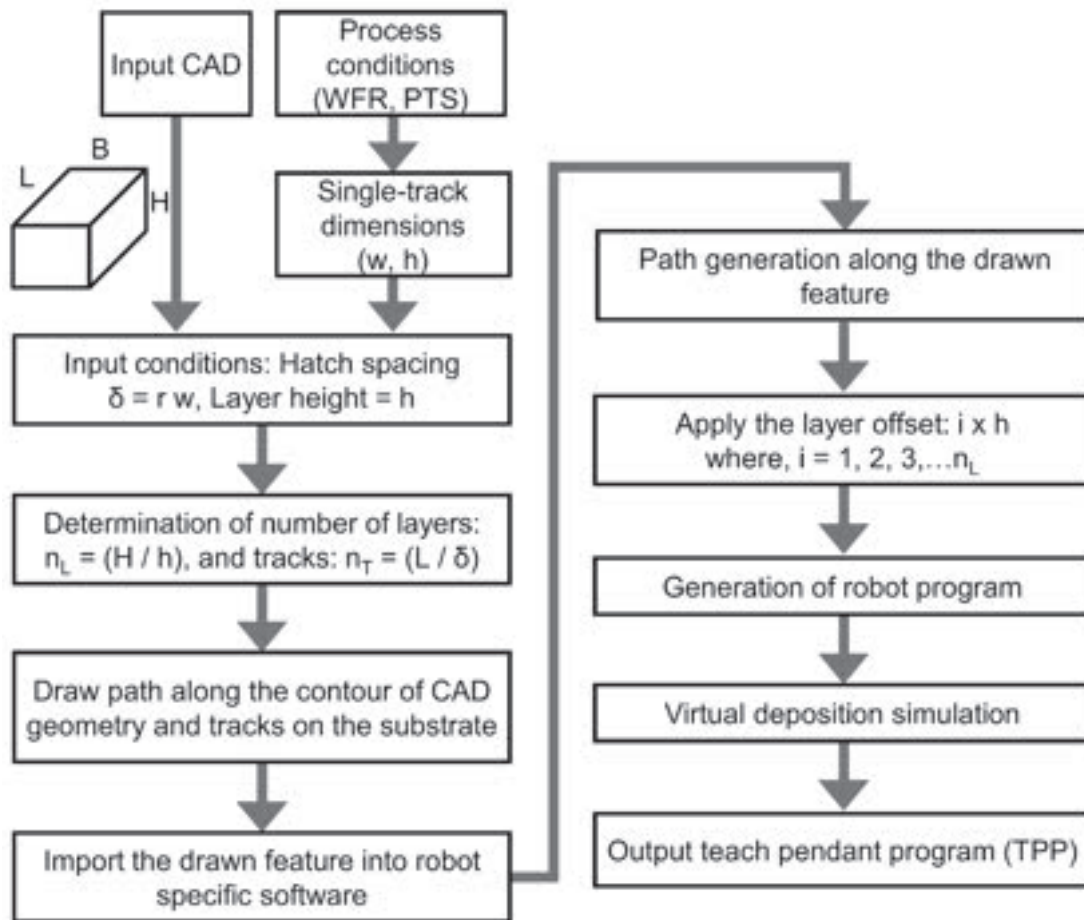 Input CAD
Process
conditions
(WFR, PTS)
B
L
H
Single-track
dimensions
(w, h)
Input conditions: Hatch spacing
δ = r w, Layer height = h
Determination of number of layers:
n_L = (H / h), and tracks: n_T = (L / δ)
Draw path along the contour of CAD
geometry and tracks on the substrate
Import the drawn feature into robot
specific software
Path generation along the drawn
feature
Apply the layer offset: i x h
where, i = 1, 2, 3,…n_L
Generation of robot program
Virtual deposition simulation
Output teach pendant program (TPP)